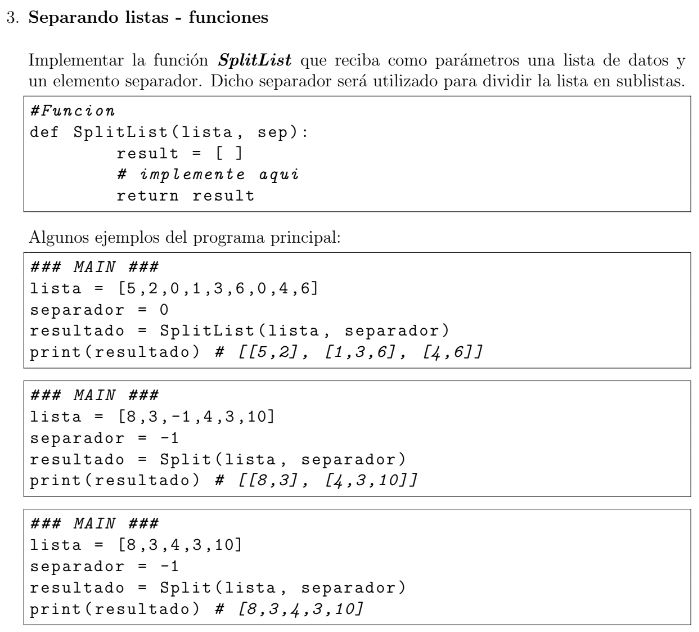 3. Separando listas - funciones
Implementar la función SplitList que reciba como parámetros una lista de datos y
un elemento separador. Dicho separador será utilizado para dividir la lista en sublistas.
#Funcion
def SplitList(lista, sep):
        result = [ ]
        # implemente aqui
        return result
Algunos ejemplos del programa principal:
### MAIN ###
lista = [5,2,0,1,3,6,0,4,6]
separador = 0
resultado = SplitList(lista, separador)
print(resultado) # [[5,2], [1,3,6], [4,6]]
### MAIN ###
lista = [8,3,-1,4,3,10]
separador = -1
resultado = Split(lista, separador)
print(resultado) # [[8,3], [4,3,10]]
### MAIN ###
lista = [8,3,4,3,10]
separador = -1
resultado = Split(lista, separador)
print(resultado) # [8,3,4,3,10]